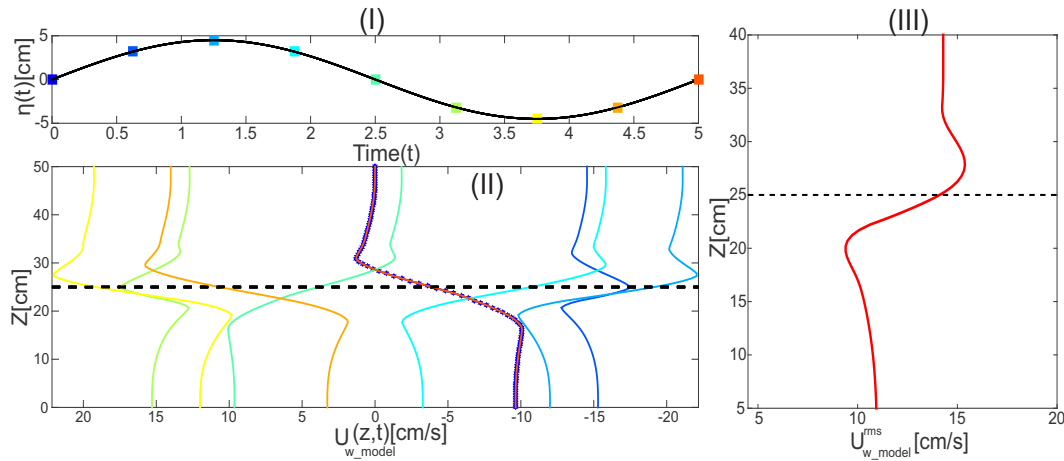 (I)
η(t)[cm]
5
0
-5
0 0.5 1 1.5 2 2.5 3 3.5 4 4.5 5
Time(t)
(II)
Z[cm]
50
40
30
20
10
0
20 15 10 5 0 -5 -10 -15 -20
U_w_model(z,t)[cm/s]
(III)
Z[cm]
40
35
30
25
20
15
10
5
5 10 15 20
U^rms_w_model [cm/s]